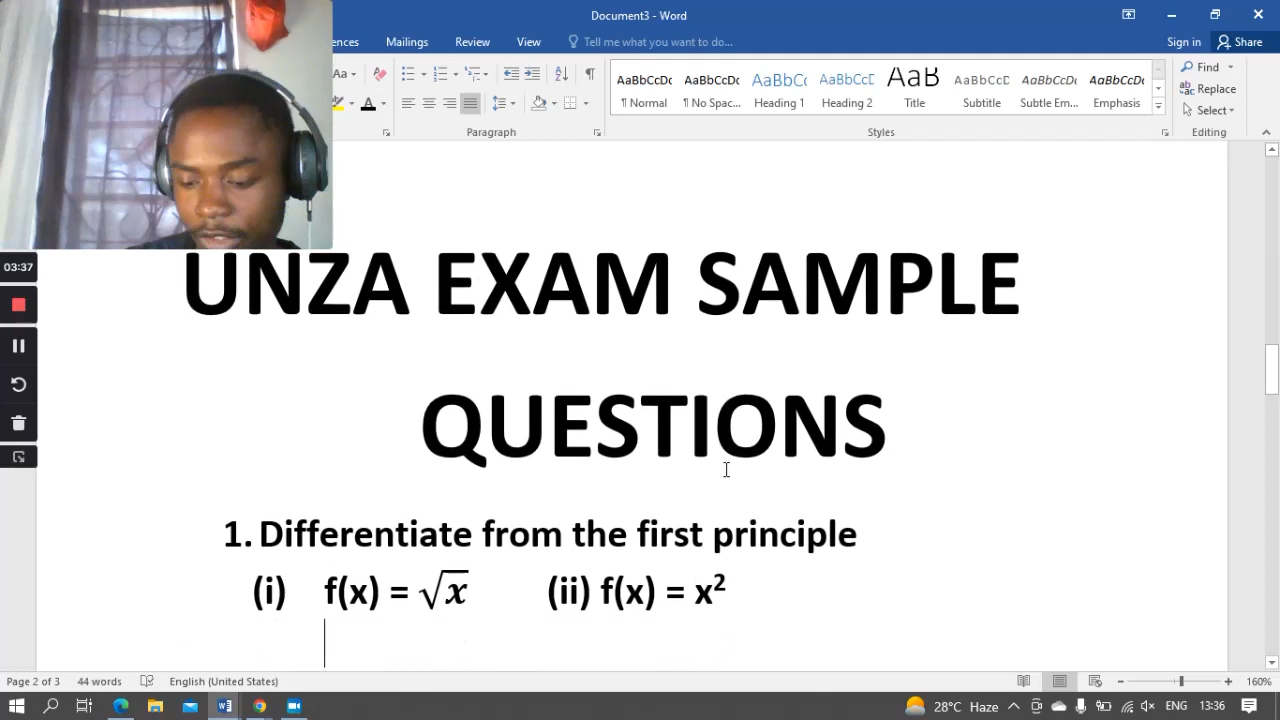 Document3 - Word
ences Mailings Review View Tell me what you want to do... Sign in Share
Aa
AaBbCcDc AaBbCcDc AaBbCc AaBbCcD AaB AaBbCcD AaBbCcDc AaBbCcDc
¶ Normal ¶ No Spac... Heading Heading 2 Title Subtitle Subtle Em... Emphasis
Find
Replace
Select
Paragraph Styles Editing
03:37
UNZA EXAM SAMPLE
QUESTIONS
1. Differentiate from the first principle
(i) f(x) = √x (ii) f(x) = x²
Page 2 of 3 44 words English (United States) 160%
28°C Haze ENG 13:36